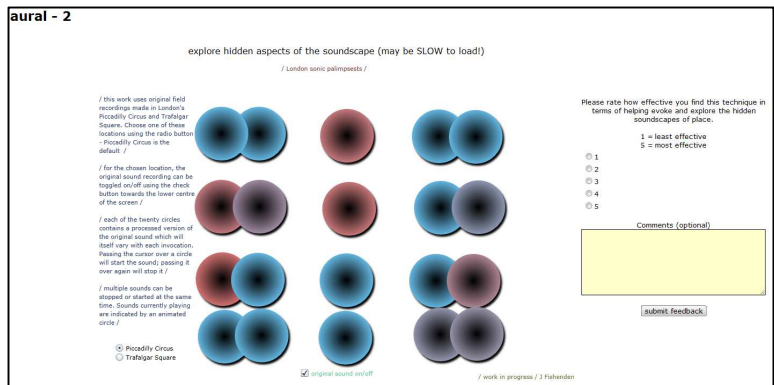 aural – 2
explore hidden aspects of the soundscape (may be SLOW to load!)
/ London sonic palimpsests /
/ this work uses original field
recordings made in London's
Piccadilly Circus and Trafalgar
Square. Choose one of these
locations using the radio button
- Piccadilly Circus is the
default /
/ for the chosen location, the
original sound recording can be
toggled on/off using the check
button towards the lower centre
of the screen /
/ each of the twenty circles
contains a processed version of
the original sound which will
itself vary with each invocation.
Passing the cursor over a circle
will start the sound; passing it
over again will stop it /
/ multiple sounds can be
stopped or started at the same
time. Sounds currently playing
are indicated by an animated
circle /
Piccadilly Circus
Trafalgar Square
original sound on/off
/ work in progress / J Fishenden
Please rate how effective you find this technique in
terms of helping evoke and explore the hidden
soundscapes of place.
1 = least effective
5 = most effective
1
2
3
4
5
Comments (optional)
submit feedback